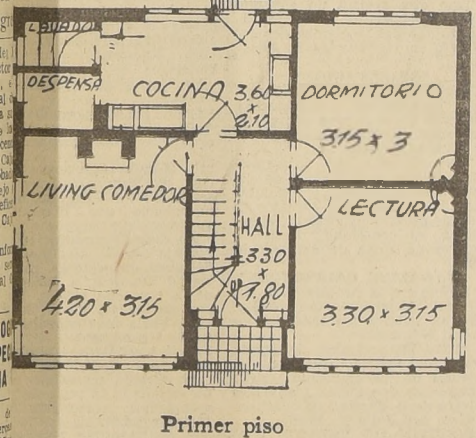 LAVADO
DESPENSA
COCINA 3.60 x 2.10
DORMITORIO
3.15 x 3
LIVING COMEDOR
4.20 x 3.15
HALL
3.30
x
1.80
LECTURA
3.30 x 3.15
Primer piso